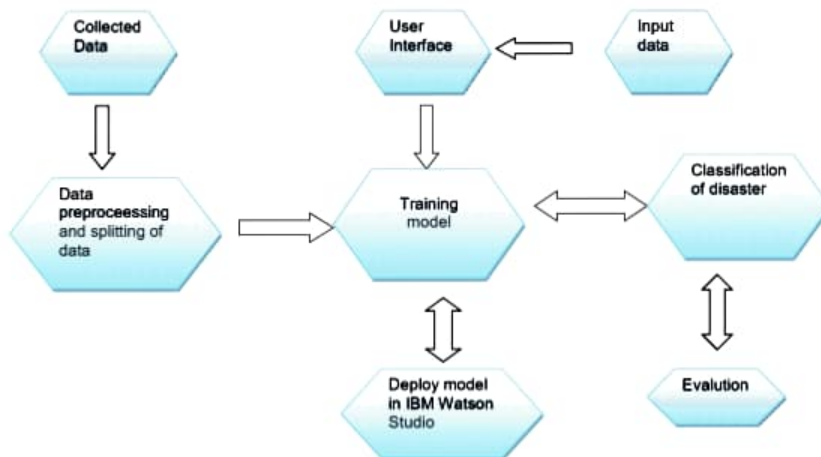 Collected
Data
User
Interface
Input
data
Data
preproceessing
and splitting of
data
Training
model
Classification
of disaster
Deploy model
in IBM Watson
Studio
Evalution